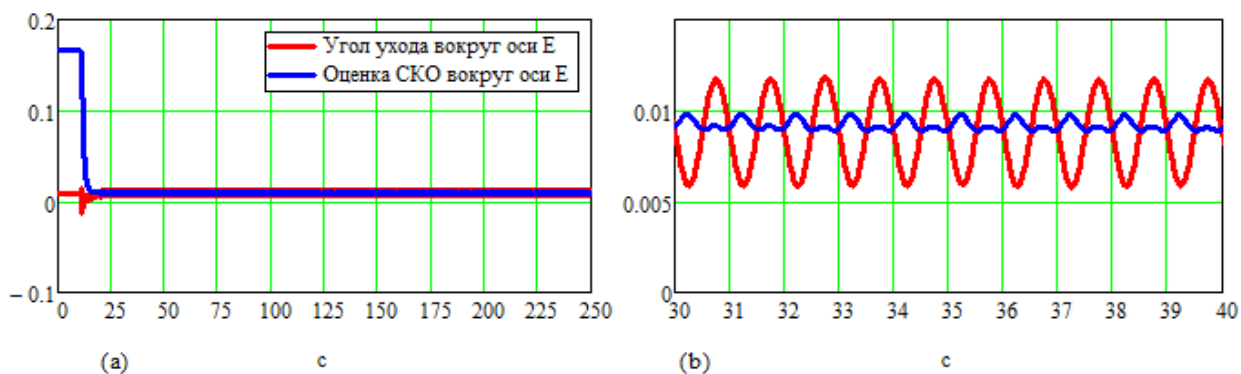 0.2
0.1
0
– 0.1
Угол ухода вокруг оси E
Оценка СКО вокруг оси E
0 25 50 75 100 125 150 175 200 225 250
(a) с
0.01
0.005
0
30 31 32 33 34 35 36 37 38 39 40
(b) с